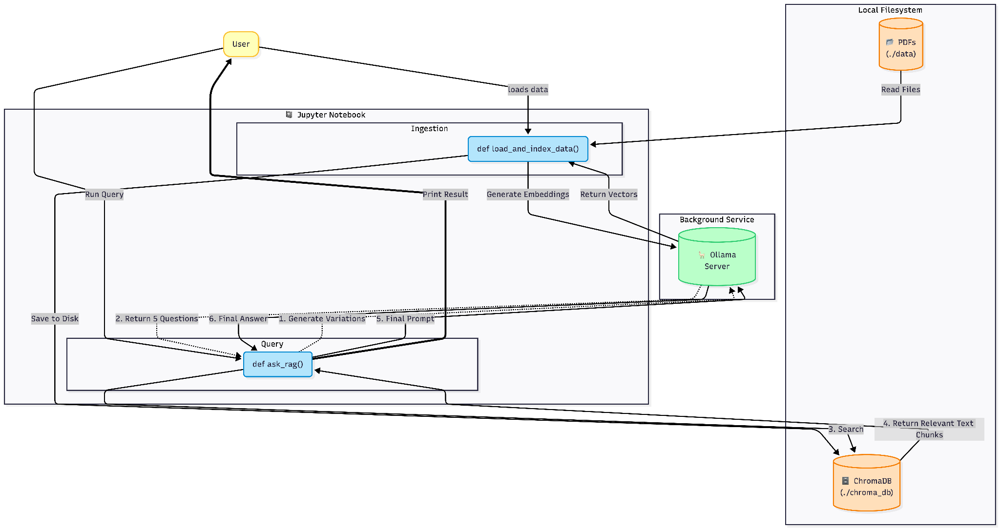 Local Filesystem
PDFs
(./data)
User
loads data
Read Files
Jupyter Notebook
Ingestion
def load_and_index_data()
Run Query
Print Result
Generate Embeddings
Return Vectors
Background Service
Ollama
Server
Save to Disk
2. Return 5 Questions
6. Final Answer
1. Generate Variations
5. Final Prompt
Query
def ask_rag()
3. Search
4. Return Relevant Text
Chunks
ChromaDB
(./chroma_db)